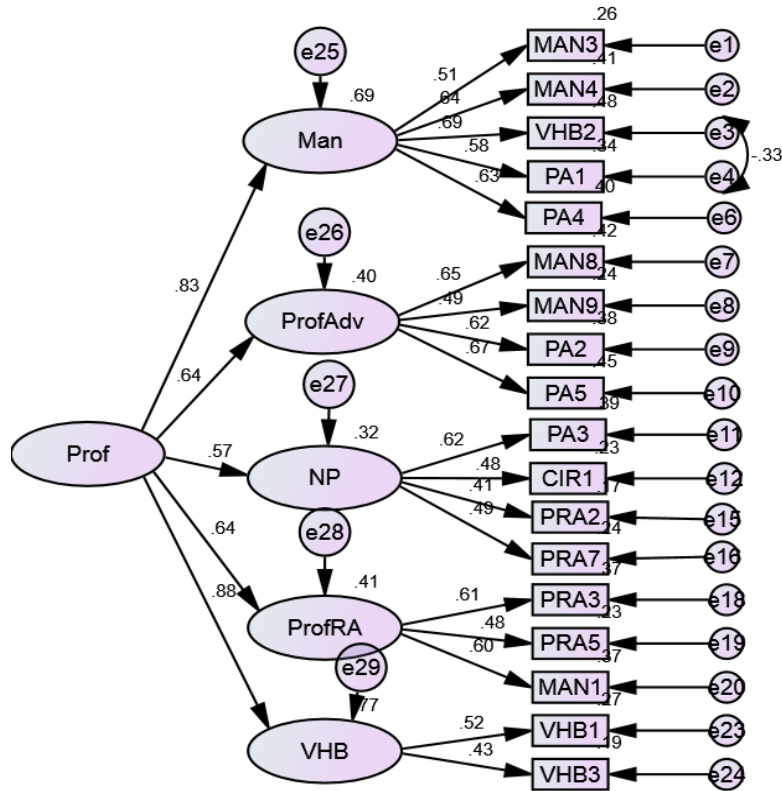 .26
e25
MAN3
e1
.51
.41
.69
MAN4
e2
.64
.48
Man
.69
VHB2
e3
.34
-.33
.58
PA1
e4
.63
.40
PA4
e6
e26
.42
MAN8
e7
.83
.40
.65
.24
.49
MAN9
e8
ProfAdv
.38
.62
PA2
e9
.67
.45
.64
e27
PA5
e10
.39
.32
.62
PA3
e11
Prof
.23
.57
NP
.48
CIR1
e12
.41
.17
PRA2
e15
.49
.24
.64
e28
PRA7
e16
.37
.41
.88
.61
PRA3
e18
.23
ProfRA
.48
PRA5
e19
.37
e29
.60
MAN1
e20
.77
.27
.52
VHB1
e23
VHB
.19
.43
VHB3
e24